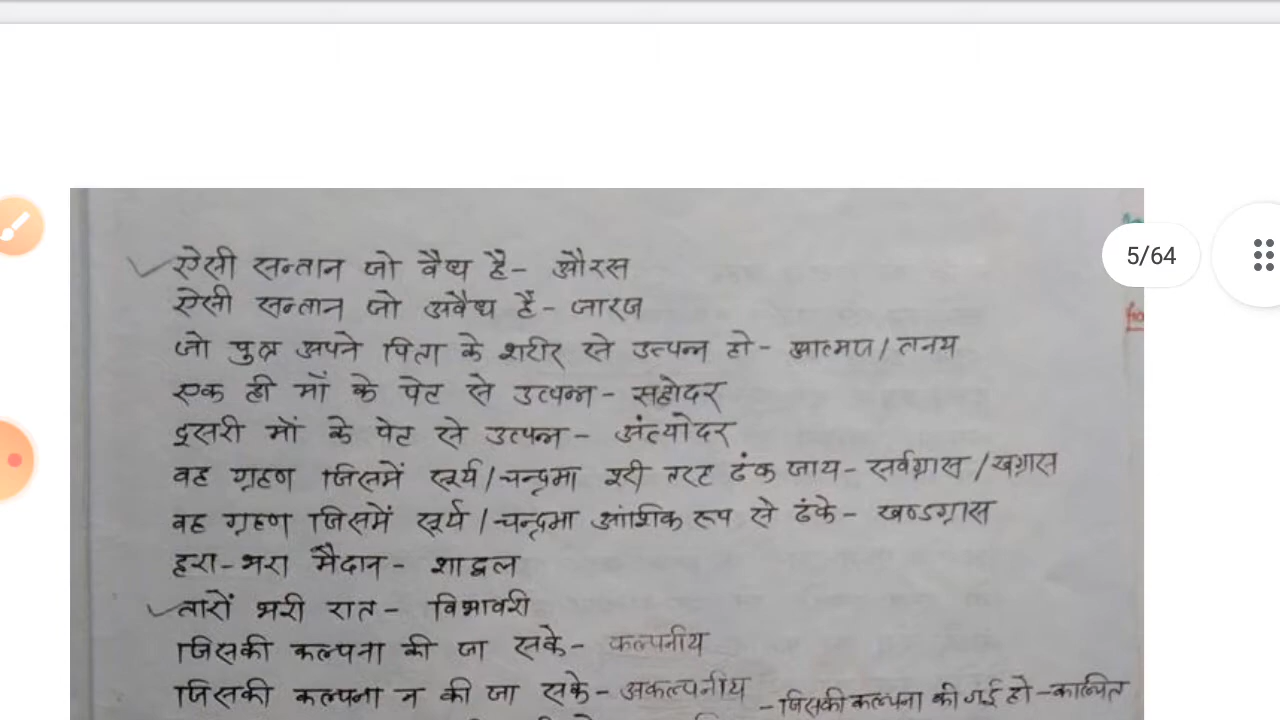 5/64
ऐसी सन्तान जो वैध है- औरस
ऐसी सन्तान जो अवैध है- जारज
जो पुत्र अपने पिता के शरीर से उत्पन्न हो- आत्मज/तनय
एक ही माँ के पेट से उत्पन्न- सहोदर
दूसरी माँ के पेट से उत्पन्न- अंत्योदर
वह ग्रहण जिसमें सूर्य/चन्द्रमा पूरी तरह ढंक जाय- सर्वग्रास/खग्रास
वह ग्रहण जिसमें सूर्य/चन्द्रमा आंशिक रूप से ढंके- खण्डग्रास
हरा-भरा मैदान- शाद्वल
तारों भरी रात- विभावरी
जिसकी कल्पना की जा सके- कल्पनीय
जिसकी कल्पना न की जा सके- अकल्पनीय -जिसकी कल्पना की गई हो-काल्पित